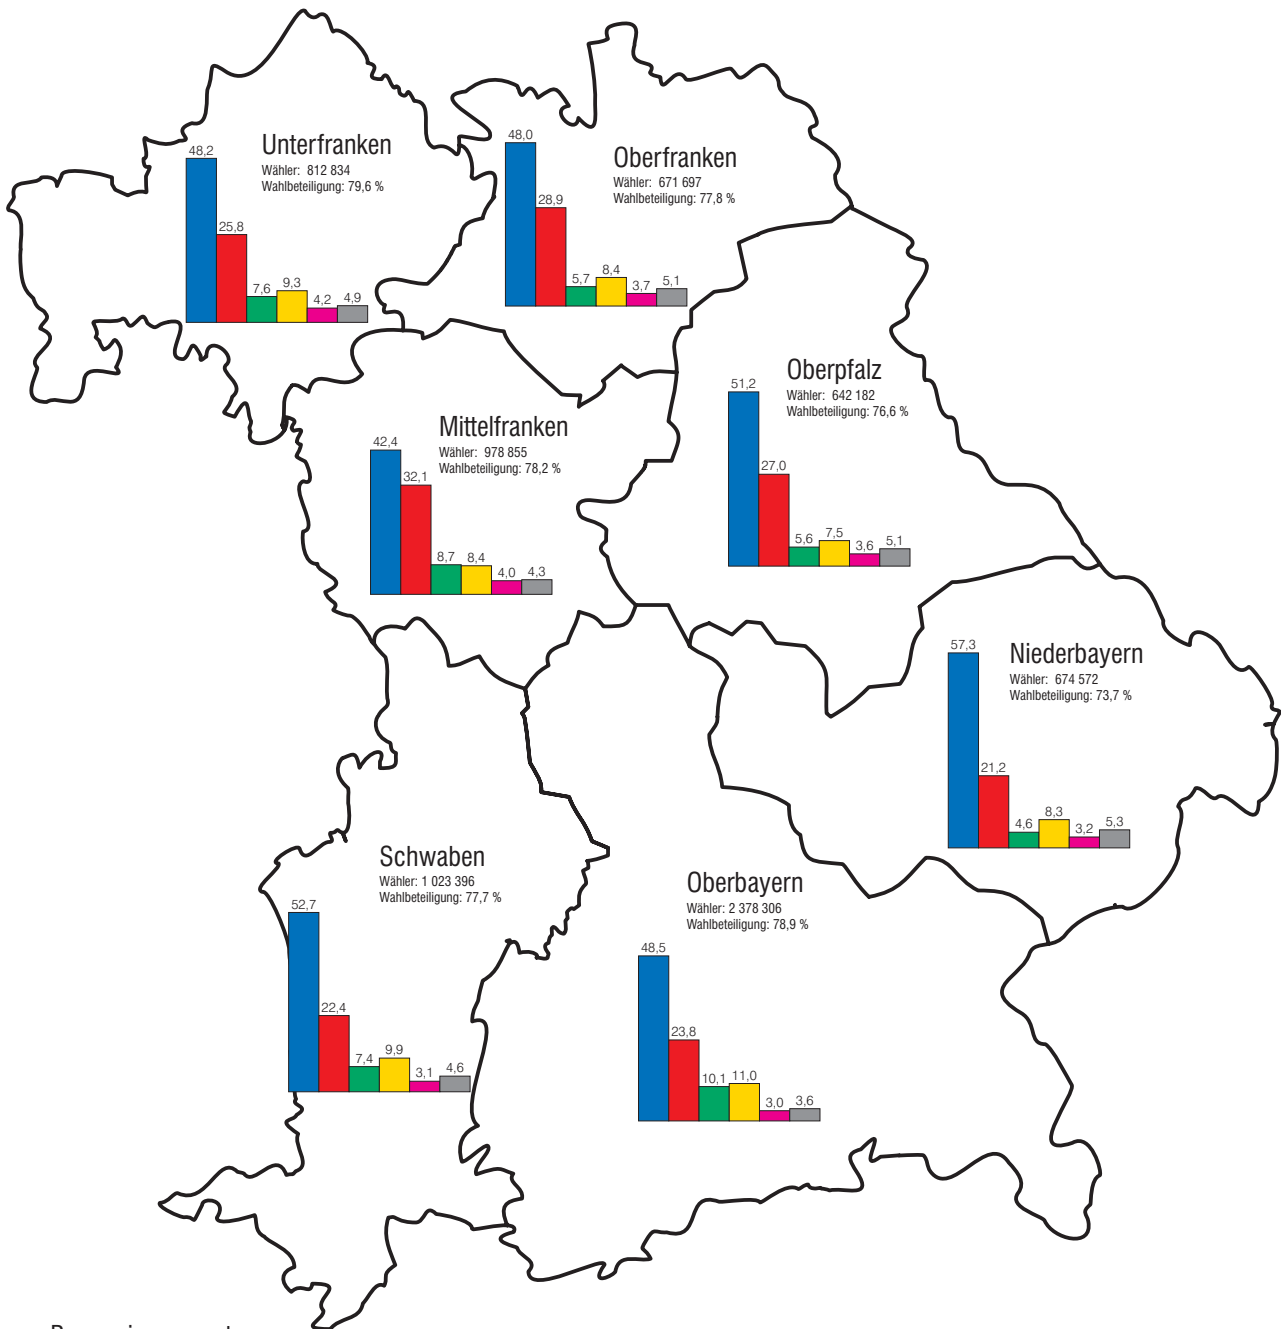 Unterfranken
Wähler: 812 834
Wahlbeteiligung: 79,6 %
48,2
25,8
7,6
9,3
4,2
4,9
Oberfranken
Wähler: 671 697
Wahlbeteiligung: 77,8 %
48,0
28,9
5,7
8,4
3,7
5,1
Oberpfalz
Wähler: 642 182
Wahlbeteiligung: 76,6 %
51,2
27,0
5,6
7,5
3,6
5,1
Mittelfranken
Wähler: 978 855
Wahlbeteiligung: 78,2 %
42,4
32,1
8,7
8,4
4,0
4,3
Niederbayern
Wähler: 674 572
Wahlbeteiligung: 73,7 %
57,3
21,2
4,6
8,3
3,2
5,3
Schwaben
Wähler: 1 023 396
Wahlbeteiligung: 77,7 %
52,7
22,4
7,4
9,9
3,1
4,6
Oberbayern
Wähler: 2 378 306
Wahlbeteiligung: 78,9 %
48,5
23,8
10,1
11,0
3,0
3,6